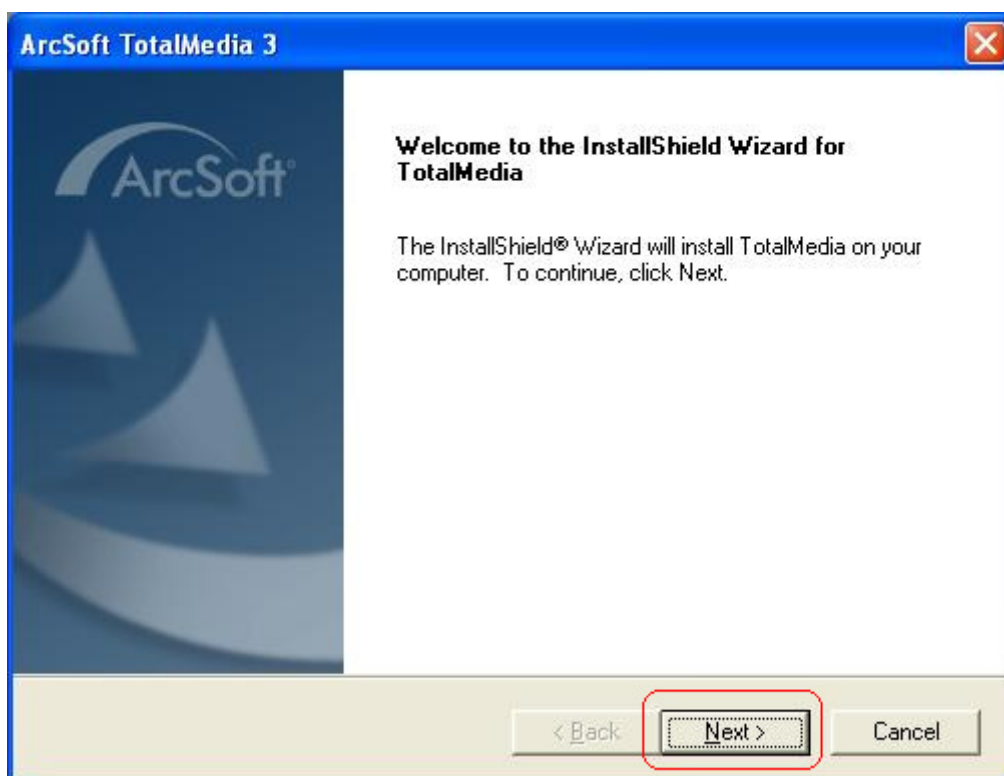 ArcSoft TotalMedia 3
ArcSoft®
Welcome to the InstallShield Wizard for
TotalMedia
The InstallShield® Wizard will install TotalMedia on your
computer. To continue, click Next.
< Back
Next >
Cancel